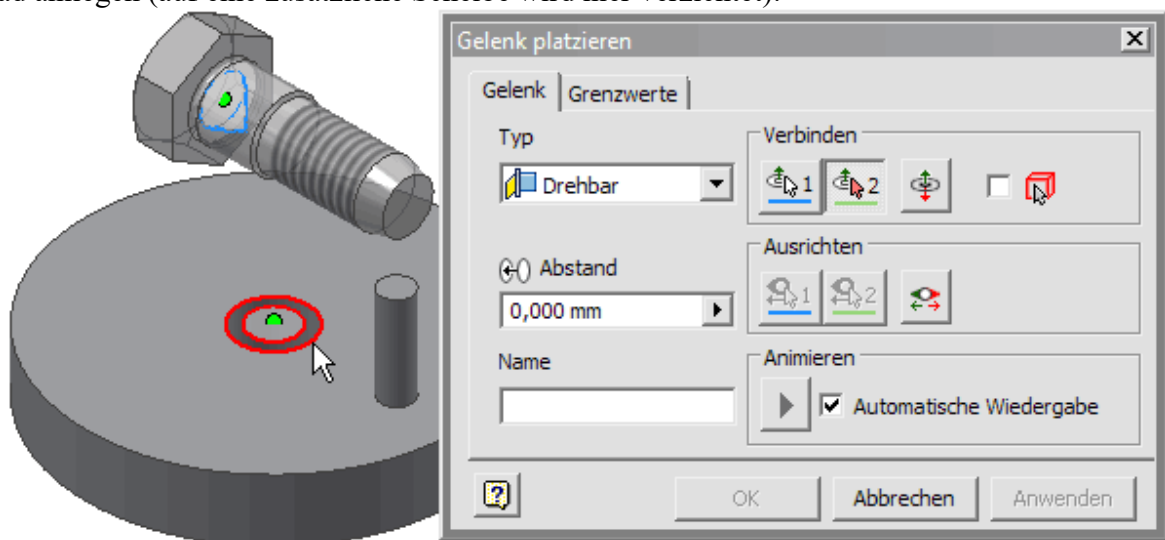 Gelenk platzieren
Gelenk
Grenzwerte
Typ
Drehbar
Verbinden
1
2
Abstand
0,000 mm
Ausrichten
1
2
Name
Animieren
Automatische Wiedergabe
OK
Abbrechen
Anwenden